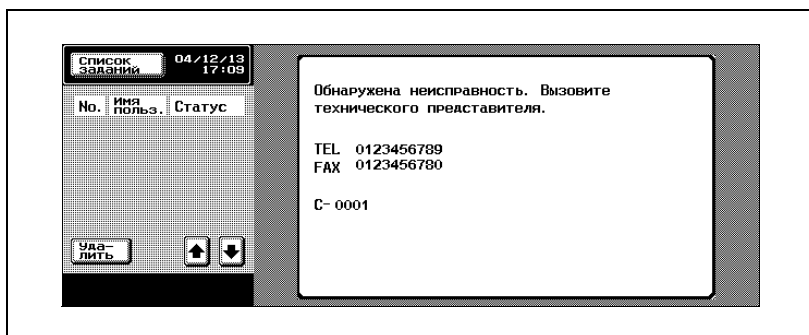 Список
заданий
04/12/13
17:09
No.
Имя
польз.
Статус
Уда-
лить
Обнаружена неисправность. Вызовите
технического представителя.
TEL 0123456789
FAX 0123456780
C- 0001